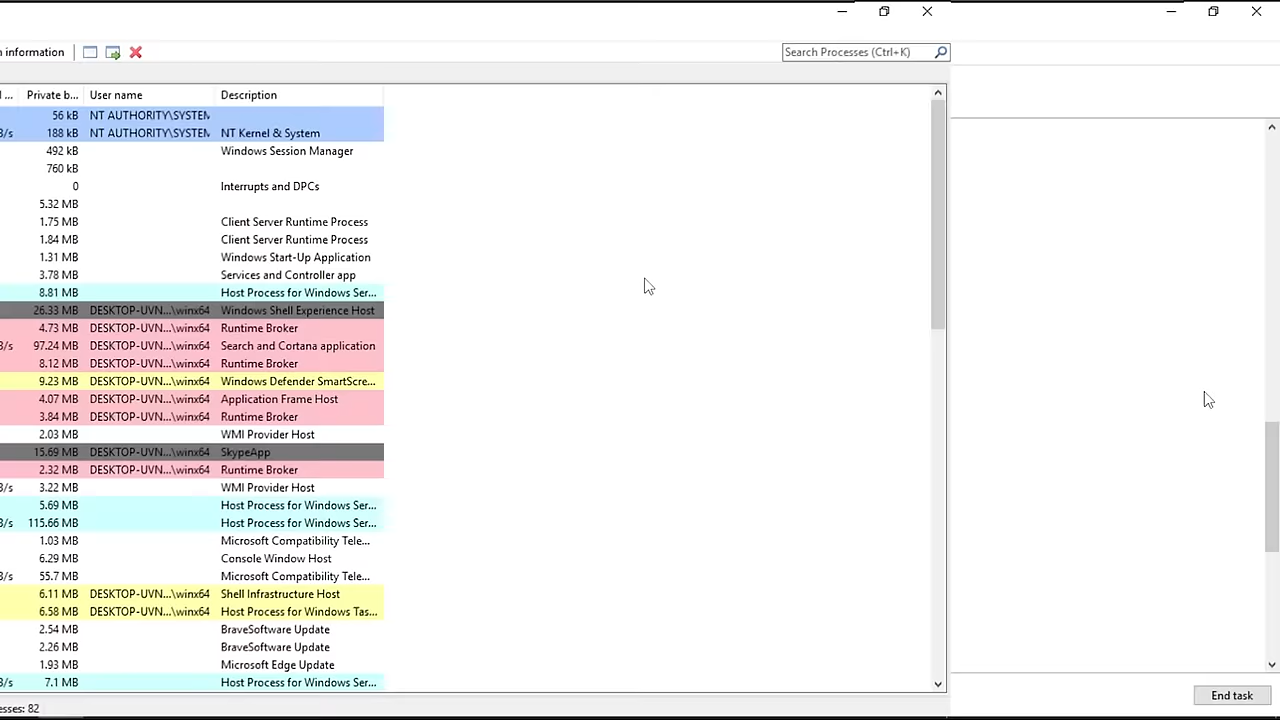 n information Search Processes (Ctrl+K)
... Private b... User name Description
56 kB NT AUTHORITY\SYSTEM
B/s 188 kB NT AUTHORITY\SYSTEM NT Kernel & System
492 kB Windows Session Manager
760 kB
0 Interrupts and DPCs
5.32 MB
1.75 MB Client Server Runtime Process
1.84 MB Client Server Runtime Process
1.31 MB Windows Start-Up Application
3.78 MB Services and Controller app
8.81 MB Host Process for Windows Ser...
26.33 MB DESKTOP-UVN...\winx64 Windows Shell Experience Host
4.73 MB DESKTOP-UVN...\winx64 Runtime Broker
B/s 97.24 MB DESKTOP-UVN...\winx64 Search and Cortana application
8.12 MB DESKTOP-UVN...\winx64 Runtime Broker
9.23 MB DESKTOP-UVN...\winx64 Windows Defender SmartScre...
4.07 MB DESKTOP-UVN...\winx64 Application Frame Host
3.84 MB DESKTOP-UVN...\winx64 Runtime Broker
2.03 MB WMI Provider Host
15.69 MB DESKTOP-UVN...\winx64 SkypeApp
2.32 MB DESKTOP-UVN...\winx64 Runtime Broker
B/s 3.22 MB WMI Provider Host
5.69 MB Host Process for Windows Ser...
B/s 115.66 MB Host Process for Windows Ser...
1.03 MB Microsoft Compatibility Tele...
6.29 MB Console Window Host
B/s 55.7 MB Microsoft Compatibility Tele...
6.11 MB DESKTOP-UVN...\winx64 Shell Infrastructure Host
6.58 MB DESKTOP-UVN...\winx64 Host Process for Windows Tas...
2.54 MB BraveSoftware Update
2.26 MB BraveSoftware Update
1.93 MB Microsoft Edge Update
B/s 7.1 MB Host Process for Windows Ser...
End task
esses: 82